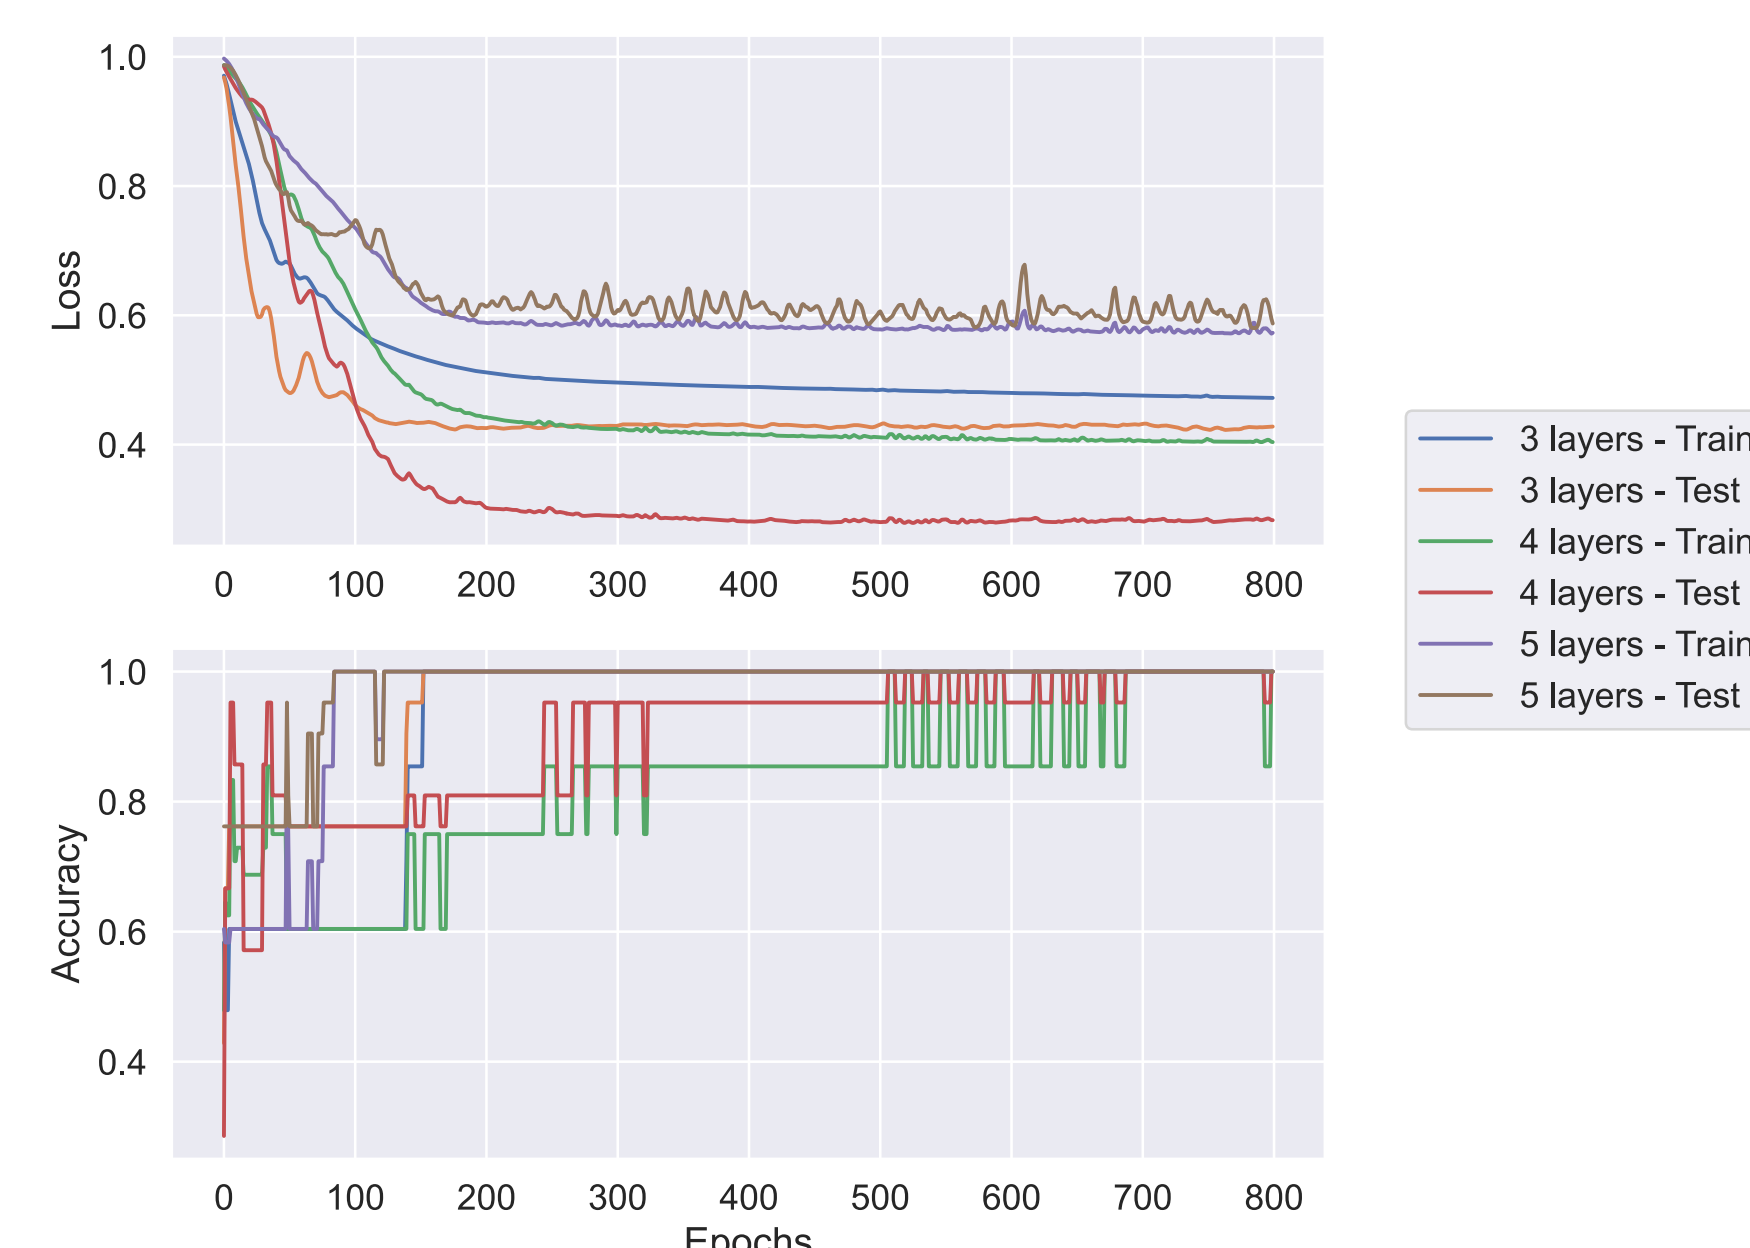 1.0
0.8
0.6
0.4
Loss
0 100 200 300 400 500 600 700 800
3 layers - Train
3 layers - Test
4 layers - Train
4 layers - Test
5 layers - Train
5 layers - Test
1.0
0.8
0.6
0.4
Accuracy
0 100 200 300 400 500 600 700 800
Epochs